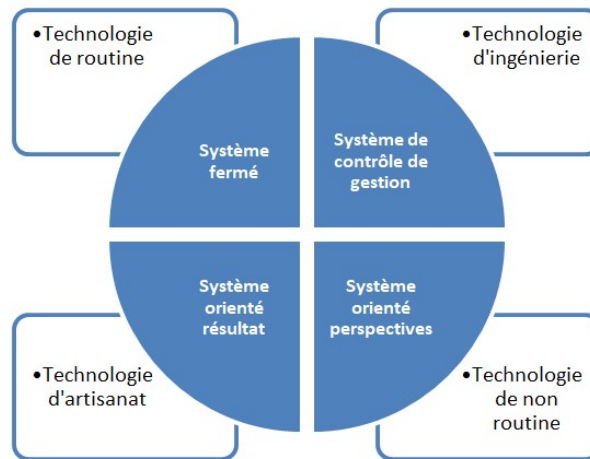 •Technologie
de routine
•Technologie
d'ingénierie
Système
fermé
Système de
contrôle de
gestion
Système
orienté
résultat
Système
orienté
perspectives
•Technologie
d'artisanat
•Technologie
de non
routine